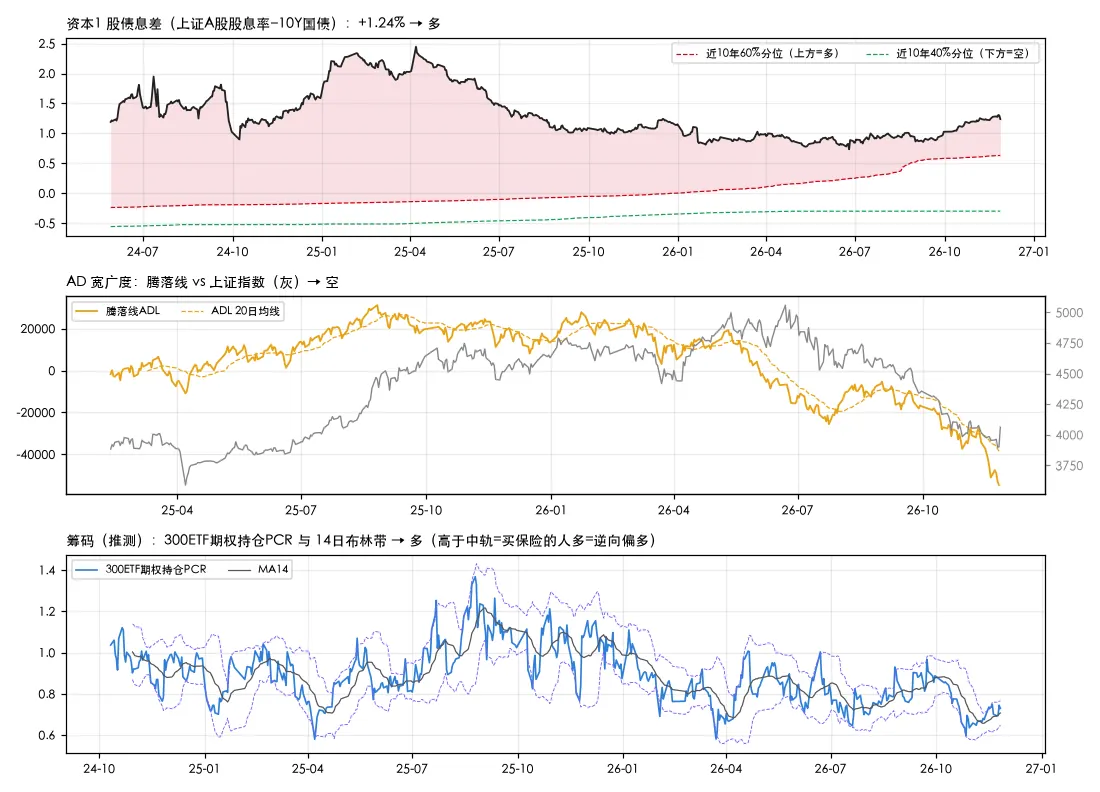 资本1 股债息差（上证A股股息率-10Y国债）: +1.24% → 多
近10年60%分位（上方=多） 近10年40%分位（下方=空）
2.5
2.0
1.5
1.0
0.5
0.0
-0.5
24-07 24-10 25-01 25-04 25-07 25-10 26-01 26-04 26-07 26-10 27-01
AD 宽广度: 腾落线 vs 上证指数（灰）→ 空
腾落线ADL ADL 20日均线
20000
0
-20000
-40000
5000
4750
4500
4250
4000
3750
25-04 25-07 25-10 26-01 26-04 26-07 26-10
筹码（推测）: 300ETF期权持仓PCR 与 14日布林带 → 多（高于中轨=买保险的人多=逆向偏多）
300ETF期权持仓PCR MA14
1.4
1.2
1.0
0.8
0.6
24-10 25-01 25-04 25-07 25-10 26-01 26-04 26-07 26-10 27-01